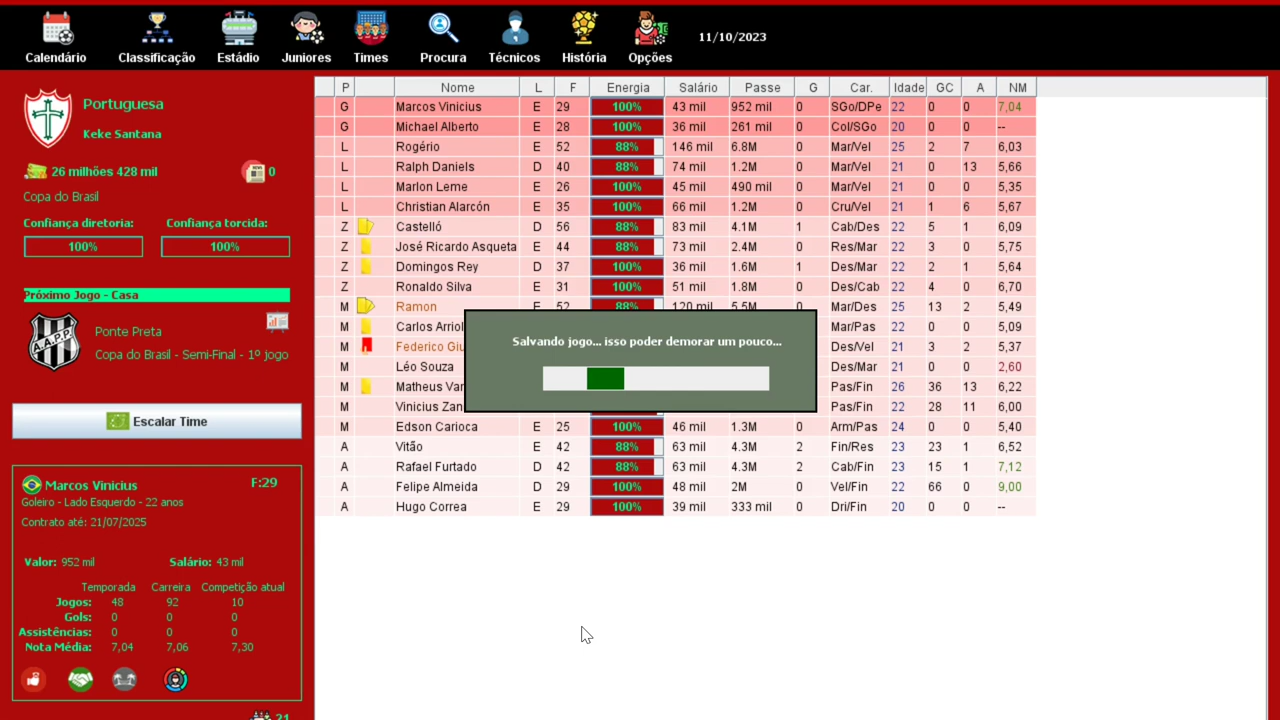 Calendário Classificação Estádio Juniores Times Procura Técnicos História Opções 11/10/2023
Portuguesa
Keke Santana
26 milhões 428 mil 0
Copa do Brasil
Confiança diretoria: Confiança torcida:
100% 100%
Próximo Jogo - Casa
A.A.P.P.
Ponte Preta
Copa do Brasil - Semi-Final - 1º jogo
Escalar Time
Marcos Vinicius F:29
Goleiro - Lado Esquerdo - 22 anos
Contrato até: 21/07/2025
Valor: 952 mil Salário: 43 mil
Temporada Carreira Competição atual
Jogos: 48 92 10
Gols: 0 0 0
Assistências: 0 0 0
Nota Média: 7,04 7,06 7,30
21
P Nome L F Energia Salário Passe G Car. Idade GC A NM
G Marcos Vinicius E 29 100% 43 mil 952 mil 0 SGo/DPe 22 0 0 7,04
G Michael Alberto E 28 100% 36 mil 261 mil 0 Col/SGo 20 0 0 --
L Rogério E 52 88% 146 mil 6.8M 0 Mar/Vel 25 2 7 6,03
L Ralph Daniels D 40 88% 74 mil 1.2M 0 Mar/Vel 21 0 13 5,66
L Marlon Leme E 26 100% 45 mil 490 mil 0 Mar/Vel 21 0 0 5,35
L Christian Alarcón E 35 100% 66 mil 1.2M 0 Cru/Vel 21 1 6 5,67
Z Castelló D 56 88% 83 mil 4.1M 1 Cab/Des 22 5 1 6,09
Z José Ricardo Asqueta E 44 88% 73 mil 2.4M 0 Res/Mar 22 3 0 5,75
Z Domingos Rey D 37 100% 36 mil 1.6M 1 Des/Mar 22 2 1 5,64
Z Ronaldo Silva E 31 100% 51 mil 1.8M 0 Des/Cab 22 4 0 6,70
M Ramon E 52 88% 120 mil 5.5M 0 Mar/Des 25 13 2 5,49
M Carlos Arriol Mar/Pas 22 0 0 5,09
M Federico Giu Des/Vel 21 3 2 5,37
M Léo Souza Des/Mar 21 0 0 2,60
M Matheus Var Pas/Fin 26 36 13 6,22
M Vinicius Zan Pas/Fin 22 28 11 6,00
M Edson Carioca E 25 100% 46 mil 1.3M 0 Arm/Pas 24 0 0 5,40
A Vitão E 42 88% 63 mil 4.3M 2 Fin/Res 23 23 1 6,52
A Rafael Furtado D 42 88% 63 mil 4.3M 2 Cab/Fin 23 15 1 7,12
A Felipe Almeida D 29 100% 48 mil 2M 0 Vel/Fin 22 66 0 9,00
A Hugo Correa E 29 100% 39 mil 333 mil 0 Dri/Fin 20 0 0 --
Salvando jogo... isso poder demorar um pouco...